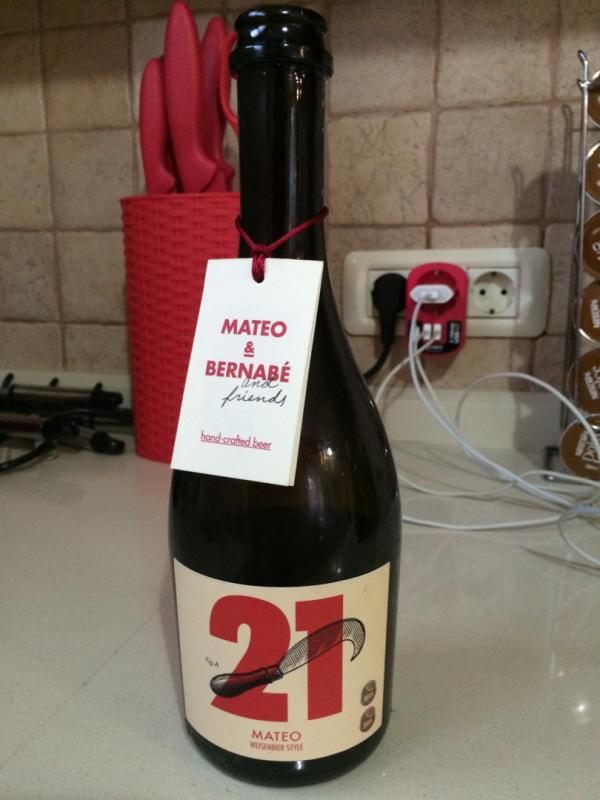 MATEO
&
BERNABÉ
and
friends
hand-crafted beer
21
MATEO
WEISENBIER STYLE